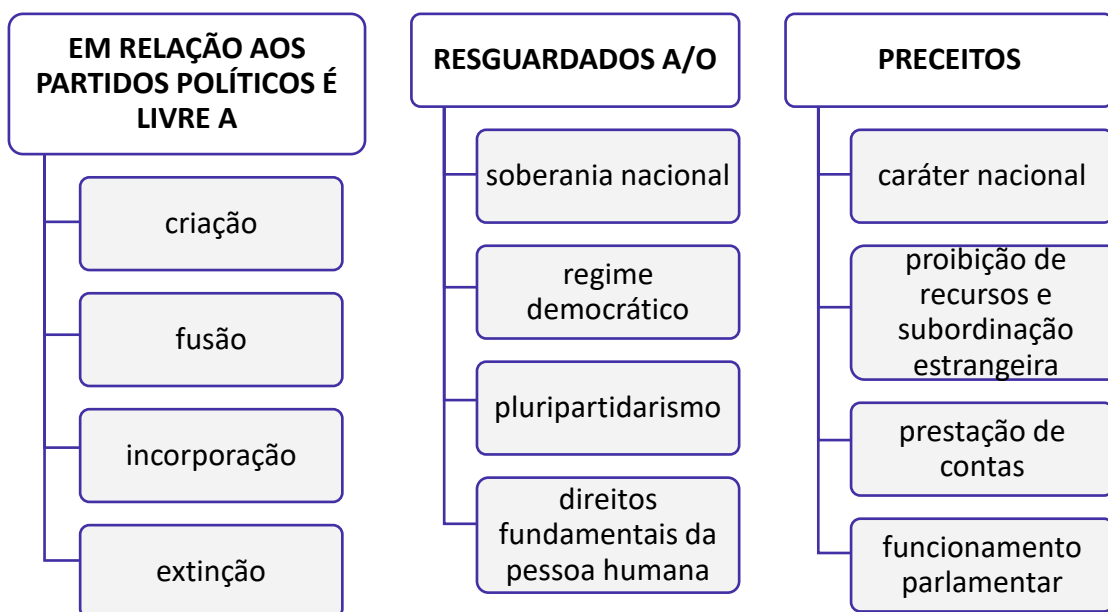 EM RELAÇÃO AOS
PARTIDOS POLÍTICOS É
LIVRE A
criação
fusão
incorporação
extinção
RESGUARDADOS A/O
soberania nacional
regime
democrático
pluripartidarismo
direitos
fundamentais da
pessoa humana
PRECEITOS
caráter nacional
proibição de
recursos e
subordinação
estrangeira
prestação de
contas
funcionamento
parlamentar